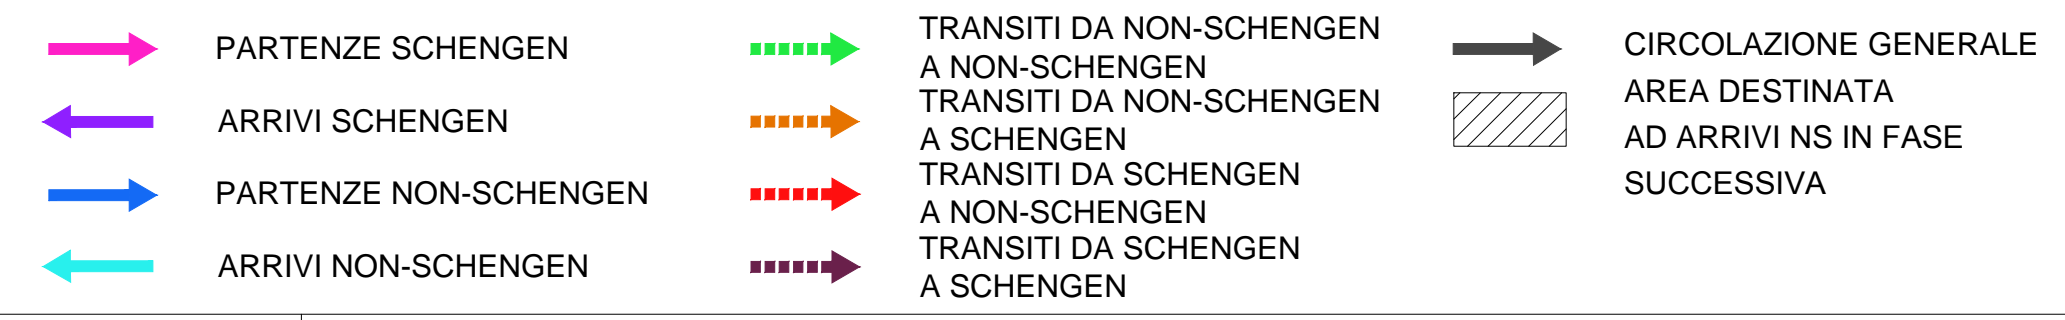 PARTENZE SCHENGEN
ARRIVI SCHENGEN
PARTENZE NON-SCHENGEN
ARRIVI NON-SCHENGEN
TRANSITI DA NON-SCHENGEN
A NON-SCHENGEN
TRANSITI DA NON-SCHENGEN
A SCHENGEN
TRANSITI DA SCHENGEN
A NON-SCHENGEN
TRANSITI DA SCHENGEN
A SCHENGEN
CIRCOLAZIONE GENERALE
AREA DESTINATA
AD ARRIVI NS IN FASE
SUCCESSIVA